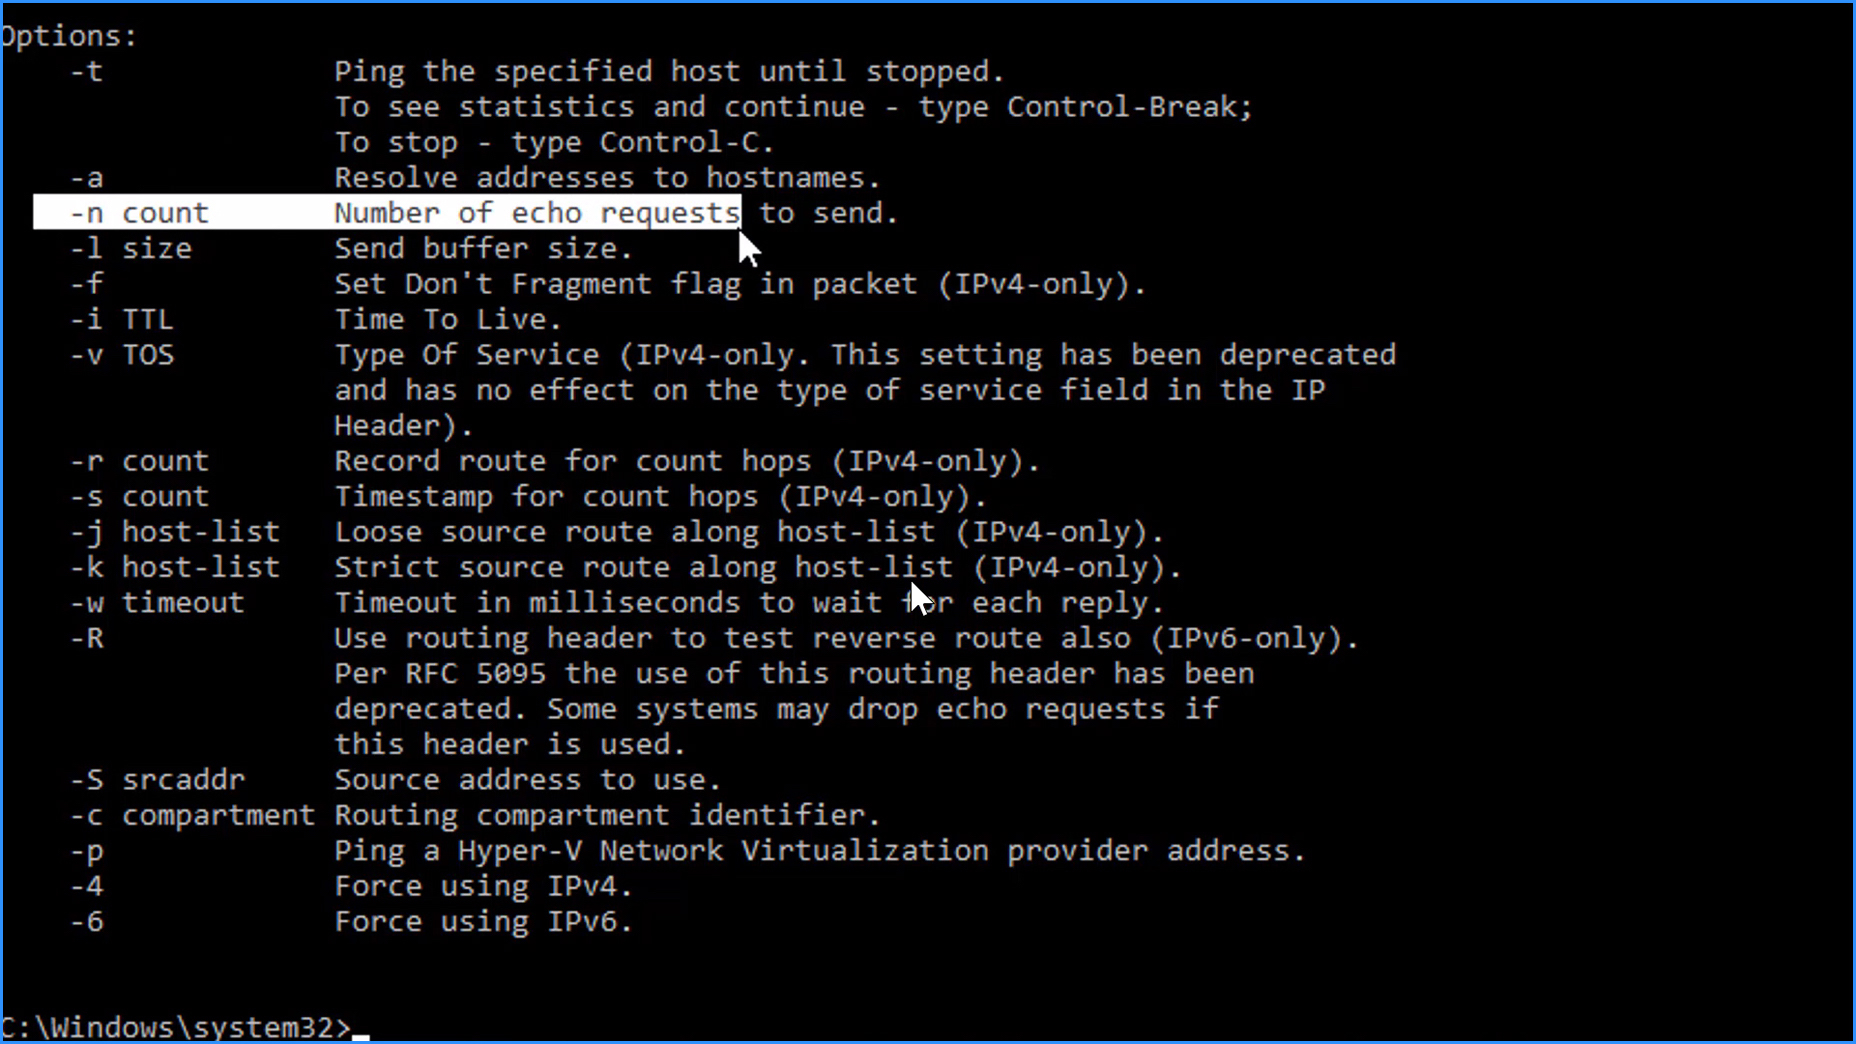 Options:
    -t             Ping the specified host until stopped.
                   To see statistics and continue - type Control-Break;
                   To stop - type Control-C.
    -a             Resolve addresses to hostnames.
    -n count       Number of echo requests to send.
    -l size        Send buffer size.
    -f             Set Don't Fragment flag in packet (IPv4-only).
    -i TTL         Time To Live.
    -v TOS         Type Of Service (IPv4-only. This setting has been deprecated
                   and has no effect on the type of service field in the IP
                   Header).
    -r count       Record route for count hops (IPv4-only).
    -s count       Timestamp for count hops (IPv4-only).
    -j host-list   Loose source route along host-list (IPv4-only).
    -k host-list   Strict source route along host-list (IPv4-only).
    -w timeout     Timeout in milliseconds to wait for each reply.
    -R             Use routing header to test reverse route also (IPv6-only).
                   Per RFC 5095 the use of this routing header has been
                   deprecated. Some systems may drop echo requests if
                   this header is used.
    -S srcaddr     Source address to use.
    -c compartment Routing compartment identifier.
    -p             Ping a Hyper-V Network Virtualization provider address.
    -4             Force using IPv4.
    -6             Force using IPv6.
C:\Windows\system32>_